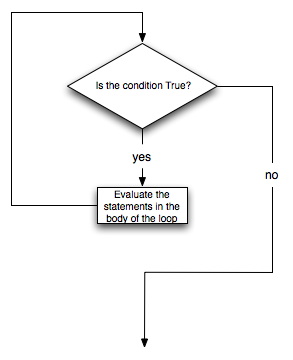 Is the condition True?
yes
no
Evaluate the
statements in the
body of the loop